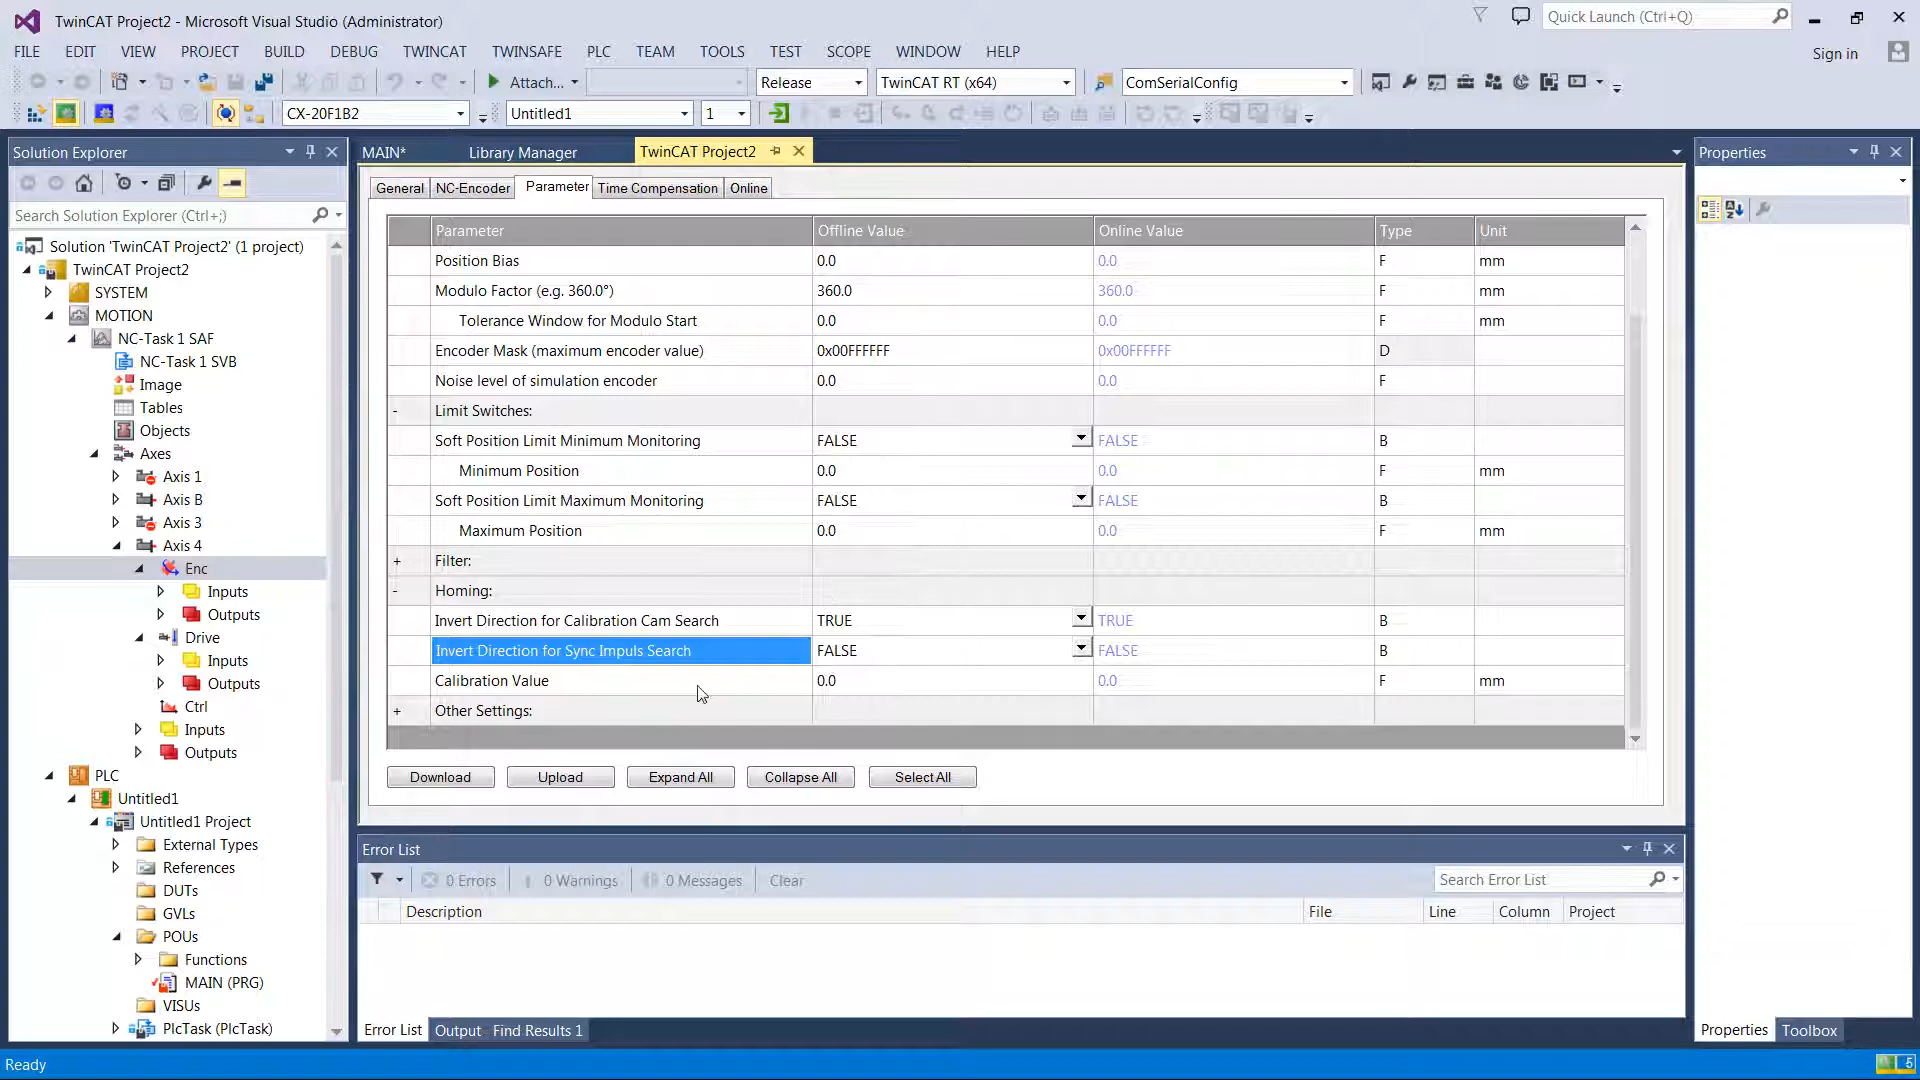 TwinCAT Project2 - Microsoft Visual Studio (Administrator)
Quick Launch (Ctrl+Q)
FILE EDIT VIEW PROJECT BUILD DEBUG TWINCAT TWINSAFE PLC TEAM TOOLS TEST SCOPE WINDOW HELP
Sign in
Attach... Release TwinCAT RT (x64) ComSerialConfig
CX-20F1B2 Untitled1 1
Solution Explorer
MAIN* Library Manager TwinCAT Project2
Properties
General NC-Encoder Parameter Time Compensation Online
Search Solution Explorer (Ctrl+;)
Solution 'TwinCAT Project2' (1 project)
TwinCAT Project2
SYSTEM
MOTION
NC-Task 1 SAF
NC-Task 1 SVB
Image
Tables
Objects
Axes
Axis 1
Axis B
Axis 3
Axis 4
Enc
Inputs
Outputs
Drive
Inputs
Outputs
Ctrl
Inputs
Outputs
PLC
Untitled1
Untitled1 Project
External Types
References
DUTs
GVLs
POUs
Functions
MAIN (PRG)
VISUs
PlcTask (PlcTask)
Parameter Offline Value Online Value Type Unit
Position Bias 0.0 0.0 F mm
Modulo Factor (e.g. 360.0°) 360.0 360.0 F mm
Tolerance Window for Modulo Start 0.0 0.0 F mm
Encoder Mask (maximum encoder value) 0x00FFFFFF 0x00FFFFFF D
Noise level of simulation encoder 0.0 0.0 F
- Limit Switches:
Soft Position Limit Minimum Monitoring FALSE FALSE B
Minimum Position 0.0 0.0 F mm
Soft Position Limit Maximum Monitoring FALSE FALSE B
Maximum Position 0.0 0.0 F mm
+ Filter:
- Homing:
Invert Direction for Calibration Cam Search TRUE TRUE B
Invert Direction for Sync Impuls Search FALSE FALSE B
Calibration Value 0.0 0.0 F mm
+ Other Settings:
Download Upload Expand All Collapse All Select All
Error List
0 Errors 0 Warnings 0 Messages Clear
Search Error List
Description File Line Column Project
Error List Output Find Results 1
Properties Toolbox
Ready
5